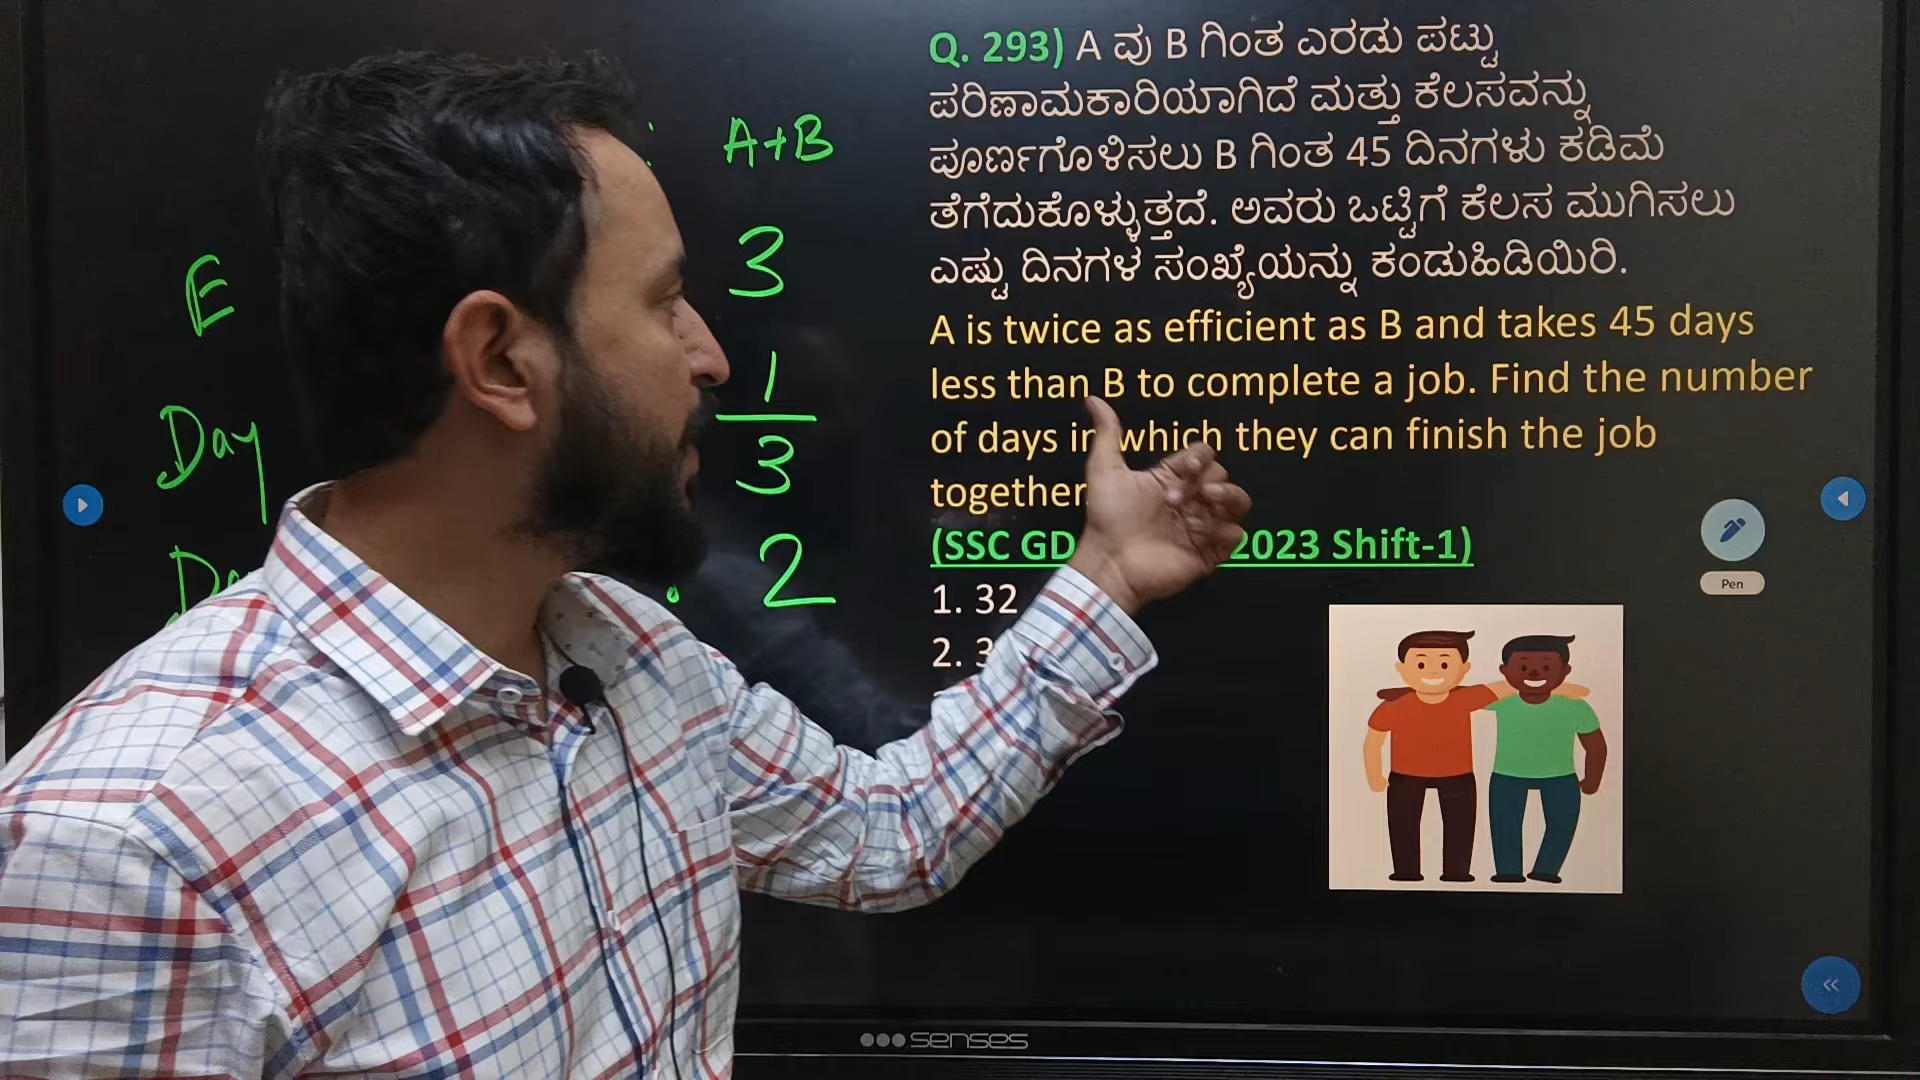 Q. 293) A ವು B ಗಿಂತ ಎರಡು ಪಟ್ಟು
ಪರಿಣಾಮಕಾರಿಯಾಗಿದೆ ಮತ್ತು ಕೆಲಸವನ್ನು
ಪೂರ್ಣಗೊಳಿಸಲು B ಗಿಂತ 45 ದಿನಗಳು ಕಡಿಮೆ
ತೆಗೆದುಕೊಳ್ಳುತ್ತದೆ. ಅವರು ಒಟ್ಟಿಗೆ ಕೆಲಸ ಮುಗಿಸಲು
ಎಷ್ಟು ದಿನಗಳ ಸಂಖ್ಯೆಯನ್ನು ಕಂಡುಹಿಡಿಯಿರಿ.
A is twice as efficient as B and takes 45 days
less than B to complete a job. Find the number
of days in which they can finish the job
together
(SSC GD 2023 Shift-1)
1. 32
2.
: A+B
E 3
Day 1
3
. 2
Pen
senses